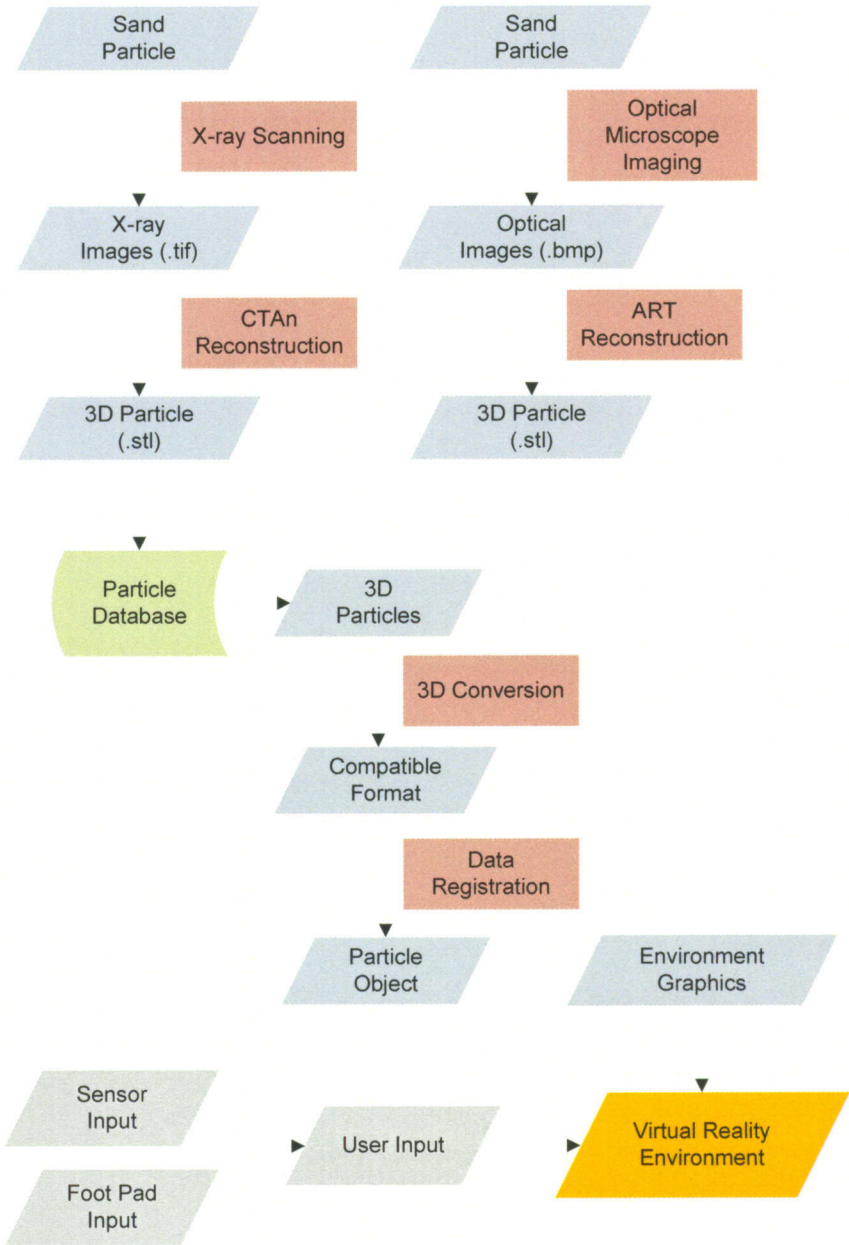 Sand
Particle
Sand
Particle
X-ray Scanning
Optical
Microscope
Imaging
X-ray
Images (.tif)
Optical
Images (.bmp)
CTAn
Reconstruction
ART
Reconstruction
3D Particle
(.stl)
3D Particle
(.stl)
Particle
Database
3D
Particles
3D Conversion
Compatible
Format
Data
Registration
Particle
Object
Environment
Graphics
Sensor
Input
User Input
Virtual Reality
Environment
Foot Pad
Input